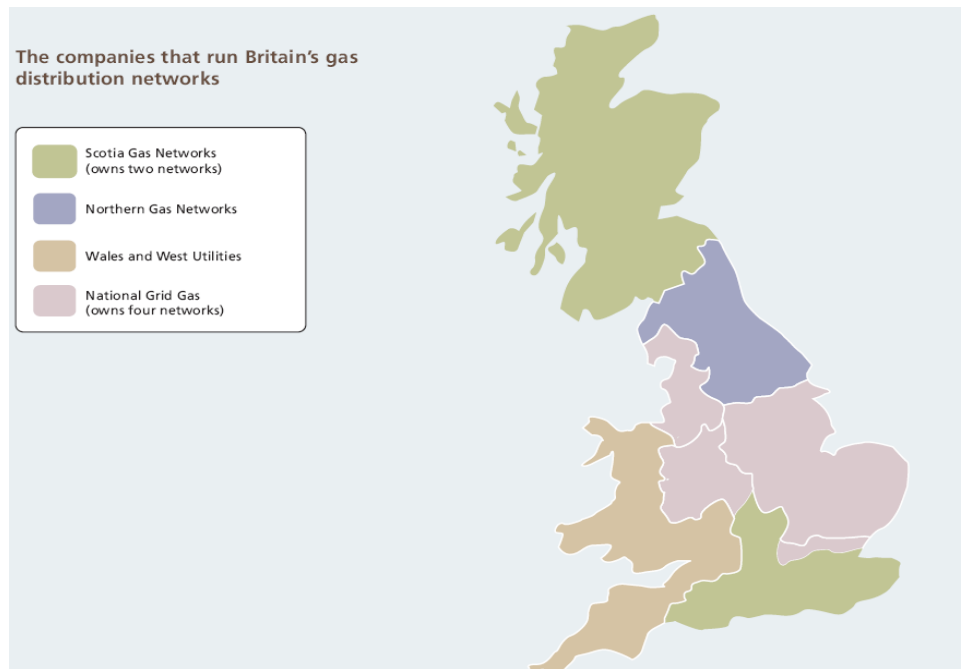 The companies that run Britain's gas
distribution networks
Scotia Gas Networks
(owns two networks)
Northern Gas Networks
Wales and West Utilities
National Grid Gas
(owns four networks)